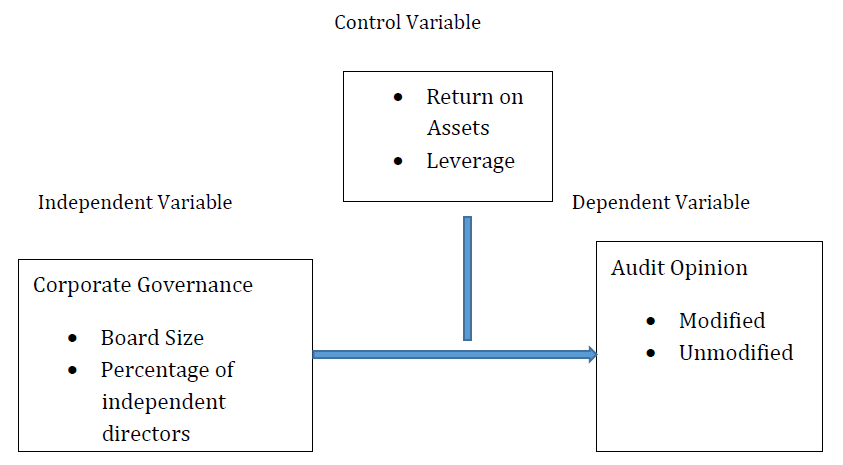 Control Variable
• Return on
Assets
• Leverage
Independent Variable
Dependent Variable
Corporate Governance
• Board Size
• Percentage of
independent
directors
Audit Opinion
• Modified
• Unmodified